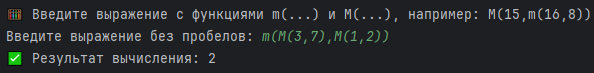 🧮 Введите выражение с функциями m(...) и M(...), например: M(15,m(16,8))
Введите выражение без пробелов: m(M(3,7),M(1,2))
✅ Результат вычисления: 2